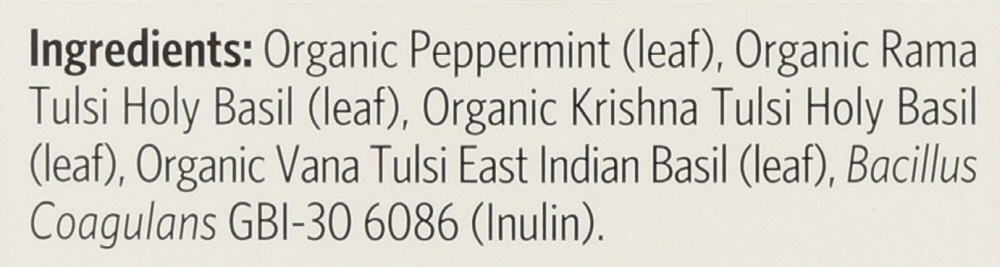 Ingredients: Organic Peppermint (leaf), Organic Rama
Tulsi Holy Basil (leaf), Organic Krishna Tulsi Holy Basil
(leaf), Organic Vana Tulsi East Indian Basil (leaf), Bacillus
Coagulans GBI-30 6086 (Inulin).